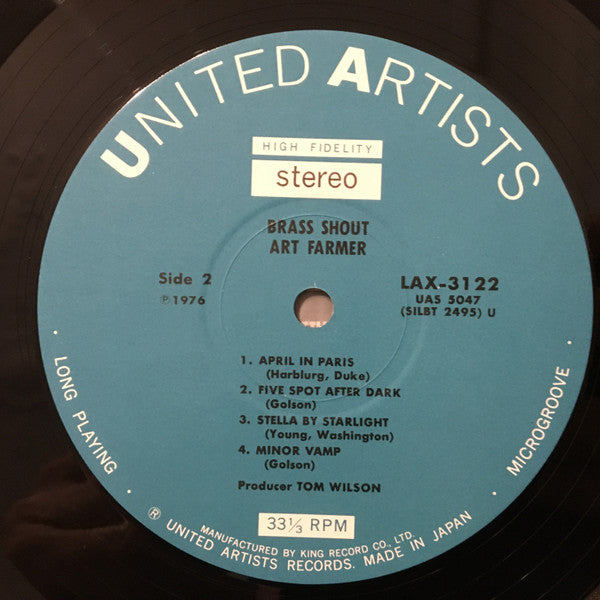 UNITED ARTISTS
HIGH FIDELITY
stereo
BRASS SHOUT
ART FARMER
Side 2
℗1976
LAX-3122
UAS 5047
(SILBT 2495) U
1. APRIL IN PARIS
(Harblurg, Duke)
2. FIVE SPOT AFTER DARK
(Golson)
3. STELLA BY STARLIGHT
(Young, Washington)
4. MINOR VAMP
(Golson)
Producer TOM WILSON
33⅓ RPM
· LONG PLAYING ·
· MICROGROOVE ·
MANUFACTURED BY KING RECORD CO., LTD.
® UNITED ARTISTS RECORDS. MADE IN JAPAN